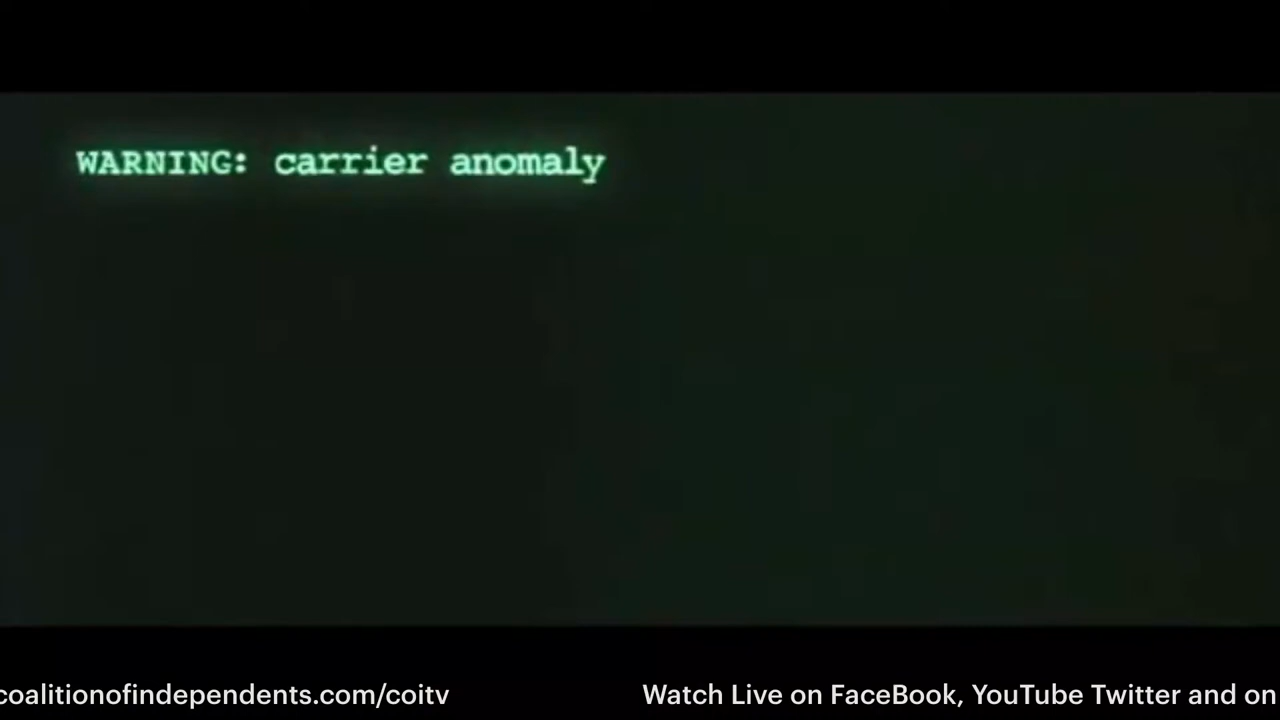 WARNING: carrier anomaly
coalitionofindependents.com/coitv
Watch Live on FaceBook, YouTube Twitter and on